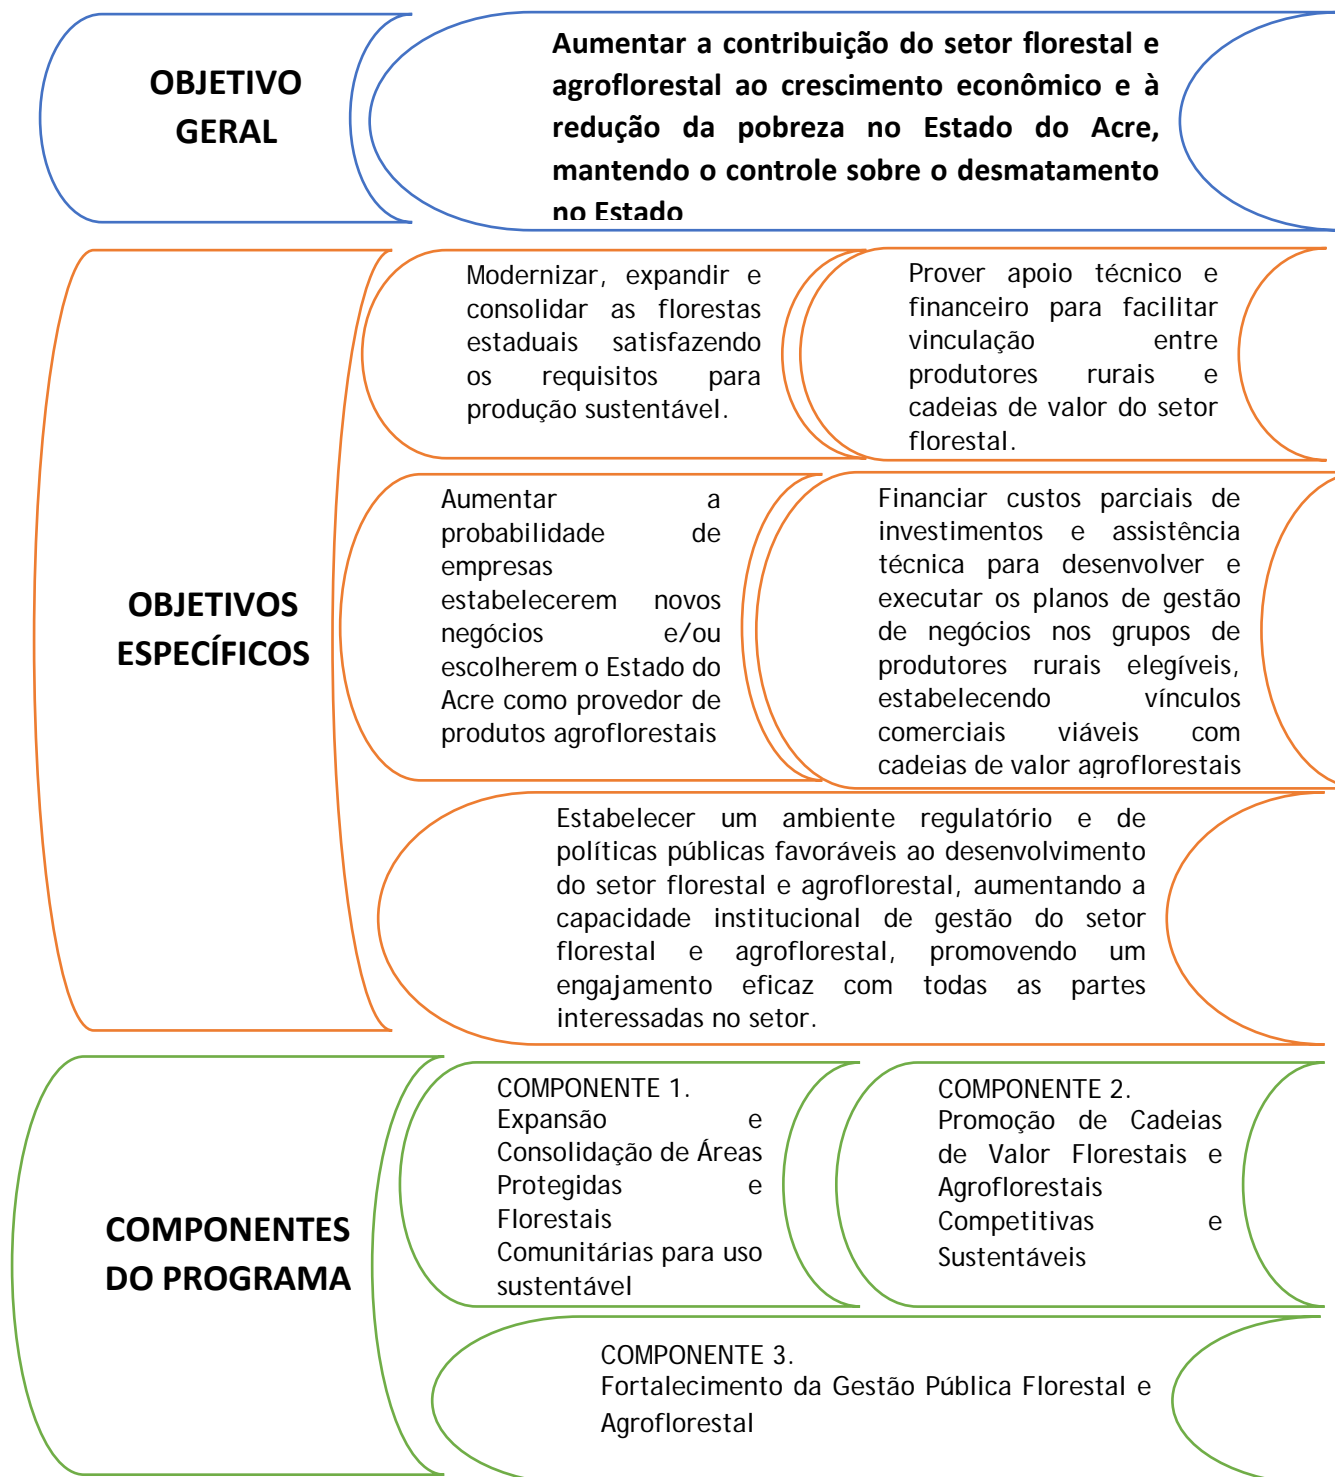 OBJETIVO
GERAL
Aumentar a contribuição do setor florestal e
agroflorestal ao crescimento econômico e à
redução da pobreza no Estado do Acre,
mantendo o controle sobre o desmatamento
no Estado
OBJETIVOS
ESPECÍFICOS
Modernizar, expandir e
consolidar as florestas
estaduais satisfazendo
os requisitos para
produção sustentável.
Prover apoio técnico e
financeiro para facilitar
vinculação entre
produtores rurais e
cadeias de valor do setor
florestal.
Aumentar a
probabilidade de
empresas
estabelecerem novos
negócios e/ou
escolherem o Estado do
Acre como provedor de
produtos agroflorestais
Financiar custos parciais de
investimentos e assistência
técnica para desenvolver e
executar os planos de gestão
de negócios nos grupos de
produtores rurais elegíveis,
estabelecendo vínculos
comerciais viáveis com
cadeias de valor agroflorestais
Estabelecer um ambiente regulatório e de
políticas públicas favoráveis ao desenvolvimento
do setor florestal e agroflorestal, aumentando a
capacidade institucional de gestão do setor
florestal e agroflorestal, promovendo um
engajamento eficaz com todas as partes
interessadas no setor.
COMPONENTES
DO PROGRAMA
COMPONENTE 1.
Expansão e
Consolidação de Áreas
Protegidas e
Florestais
Comunitárias para uso
sustentável
COMPONENTE 2.
Promoção de Cadeias
de Valor Florestais e
Agroflorestais
Competitivas e
Sustentáveis
COMPONENTE 3.
Fortalecimento da Gestão Pública Florestal e
Agroflorestal